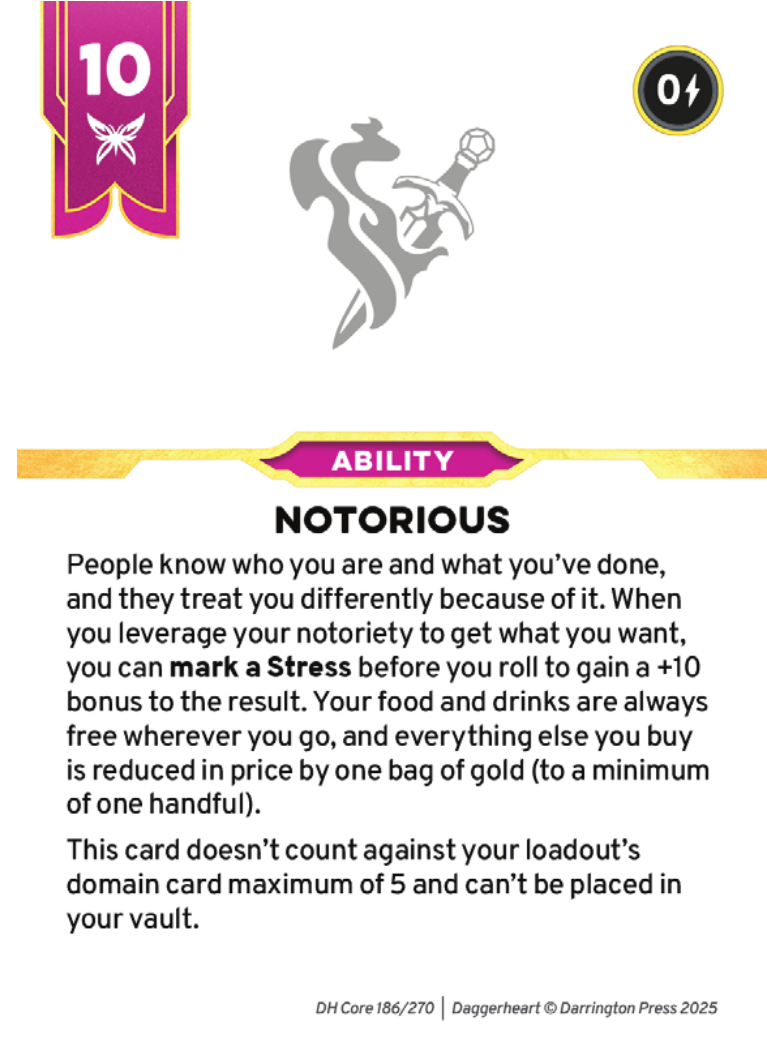 10
0
ABILITY
NOTORIOUS
People know who you are and what you've done,
and they treat you differently because of it. When
you leverage your notoriety to get what you want,
you can mark a Stress before you roll to gain a +10
bonus to the result. Your food and drinks are always
free wherever you go, and everything else you buy
is reduced in price by one bag of gold (to a minimum
of one handful).
This card doesn't count against your loadout's
domain card maximum of 5 and can't be placed in
your vault.
DH Core 186/270 | Daggerheart © Darrington Press 2025